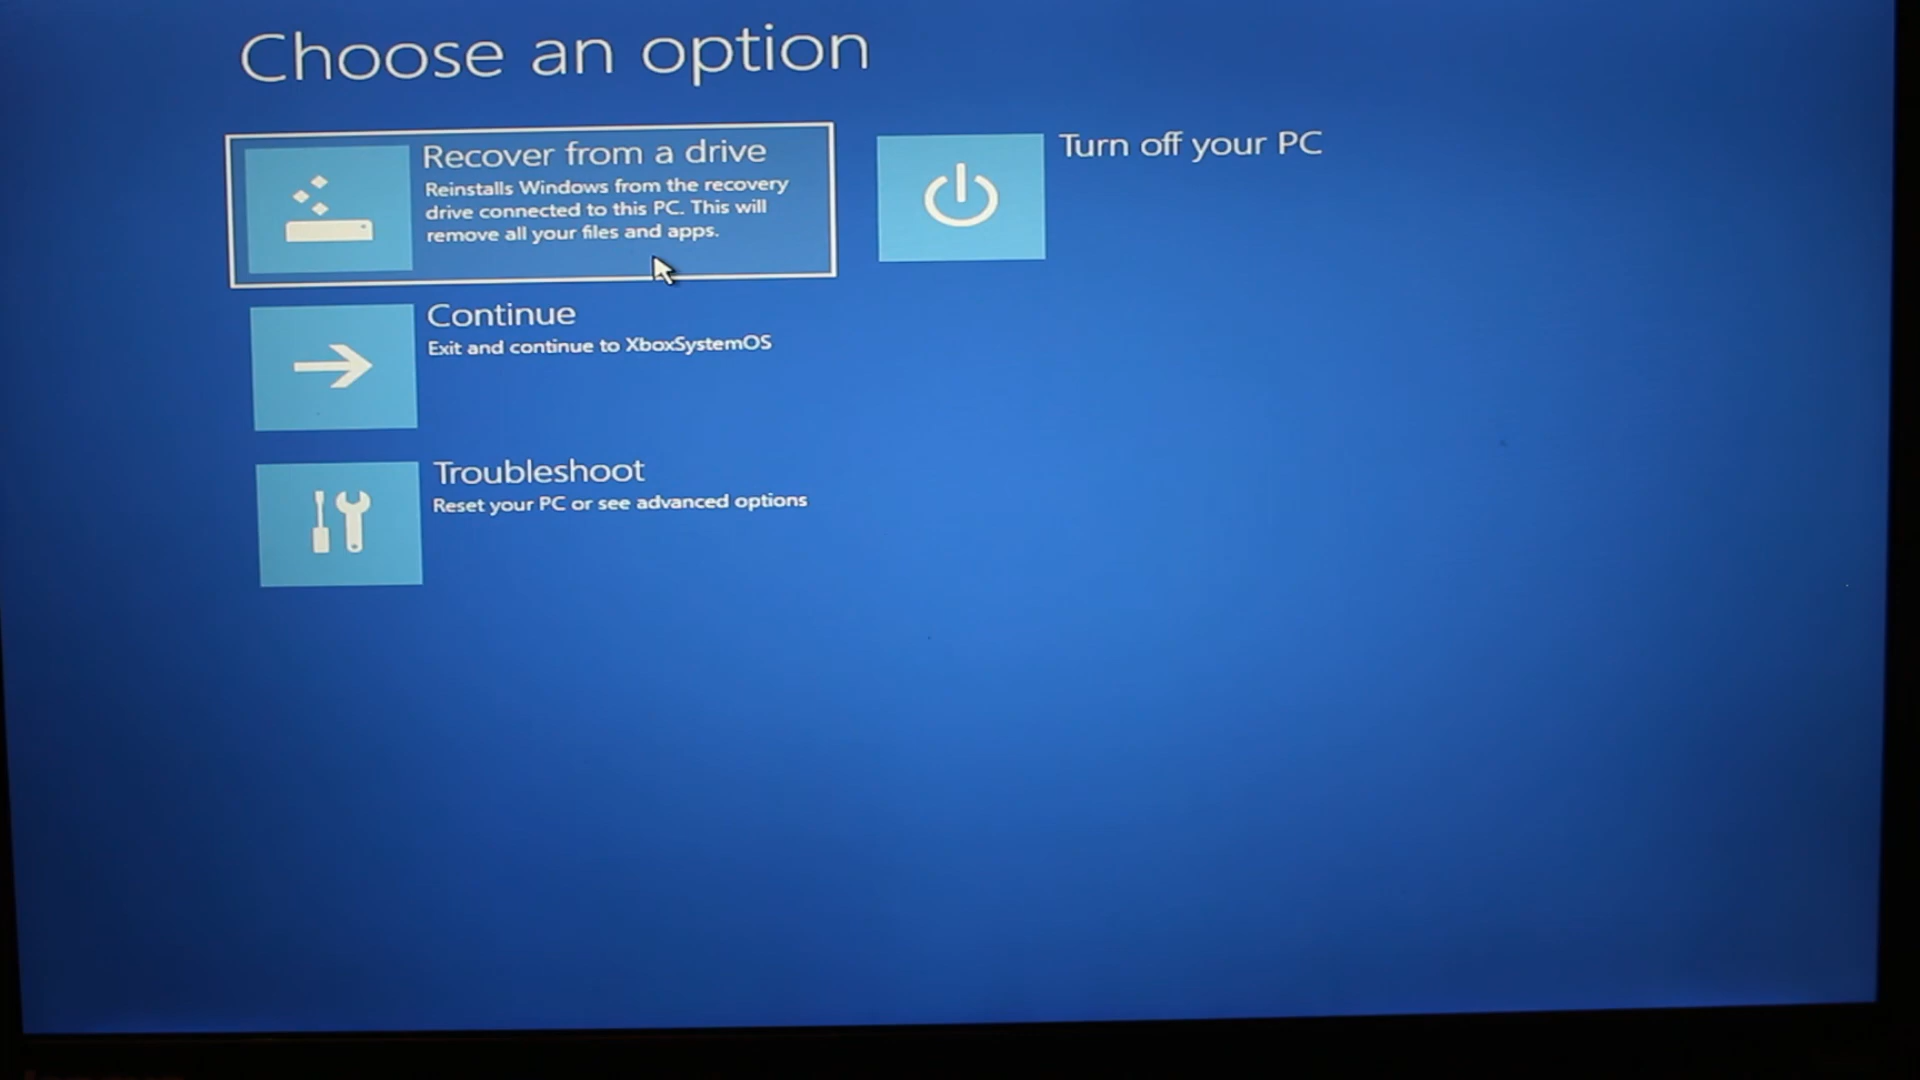 Choose an option
Recover from a drive
Reinstalls Windows from the recovery
drive connected to this PC. This will
remove all your files and apps.
Turn off your PC
Continue
Exit and continue to XboxSystemOS
Troubleshoot
Reset your PC or see advanced options